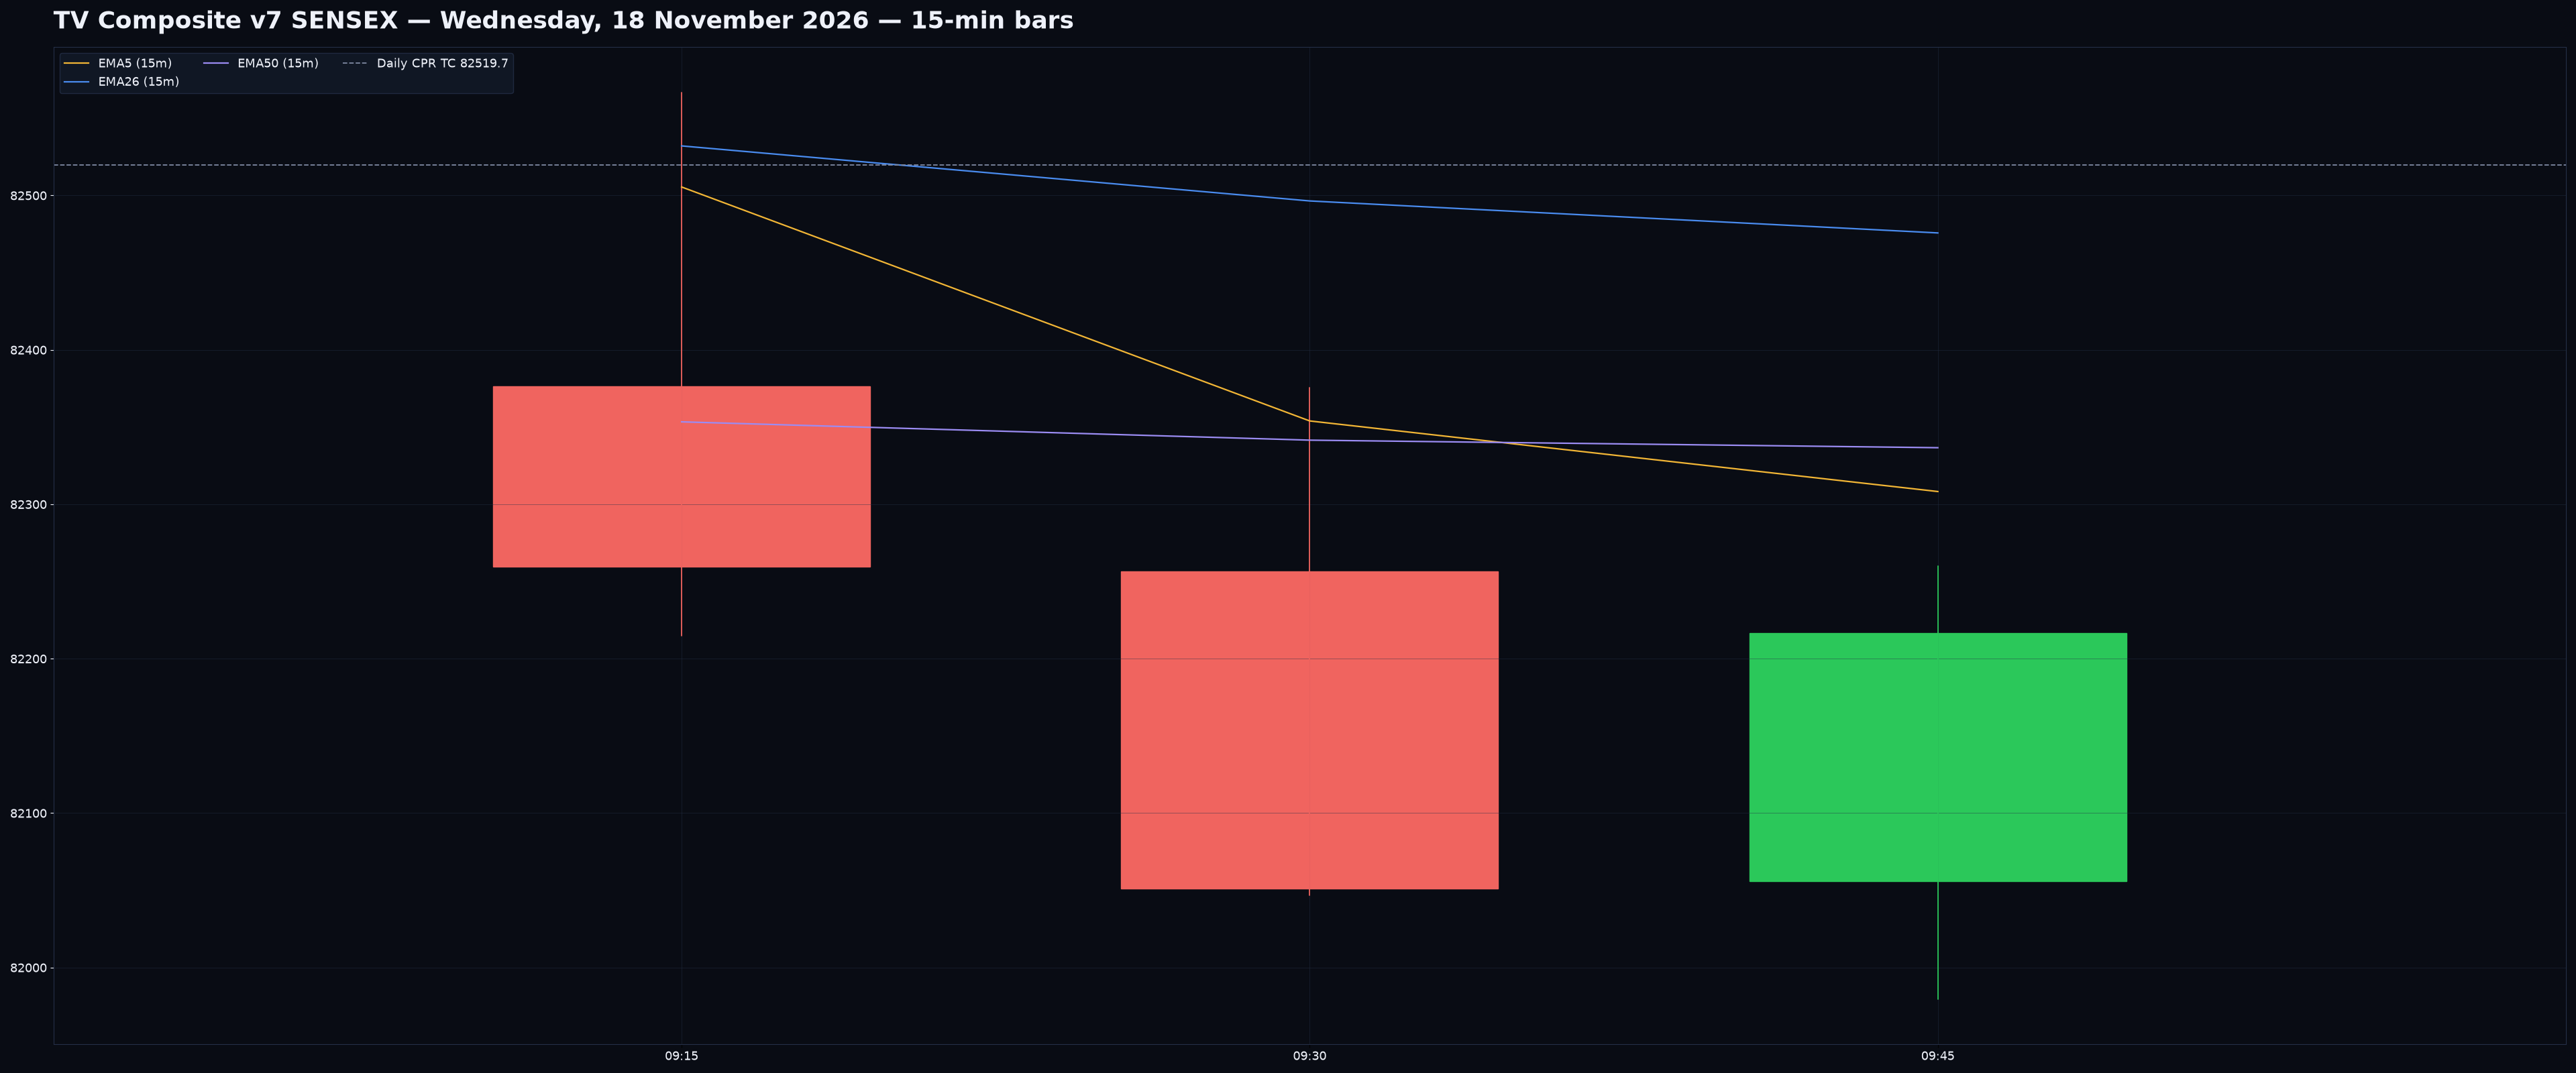 TV Composite v7 SENSEX — Wednesday, 18 November 2026 — 15-min bars
EMA5 (15m) EMA50 (15m) Daily CPR TC 82519.7
EMA26 (15m)
82500
82400
82300
82200
82100
82000
09:15 09:30 09:45